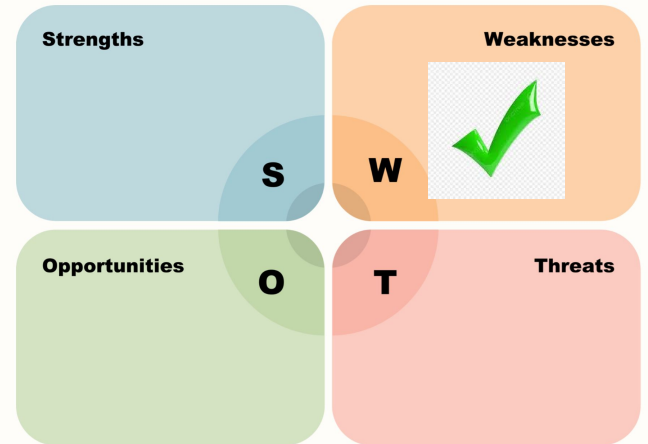 Strengths
Weaknesses
S
W
Opportunities
Threats
O
T